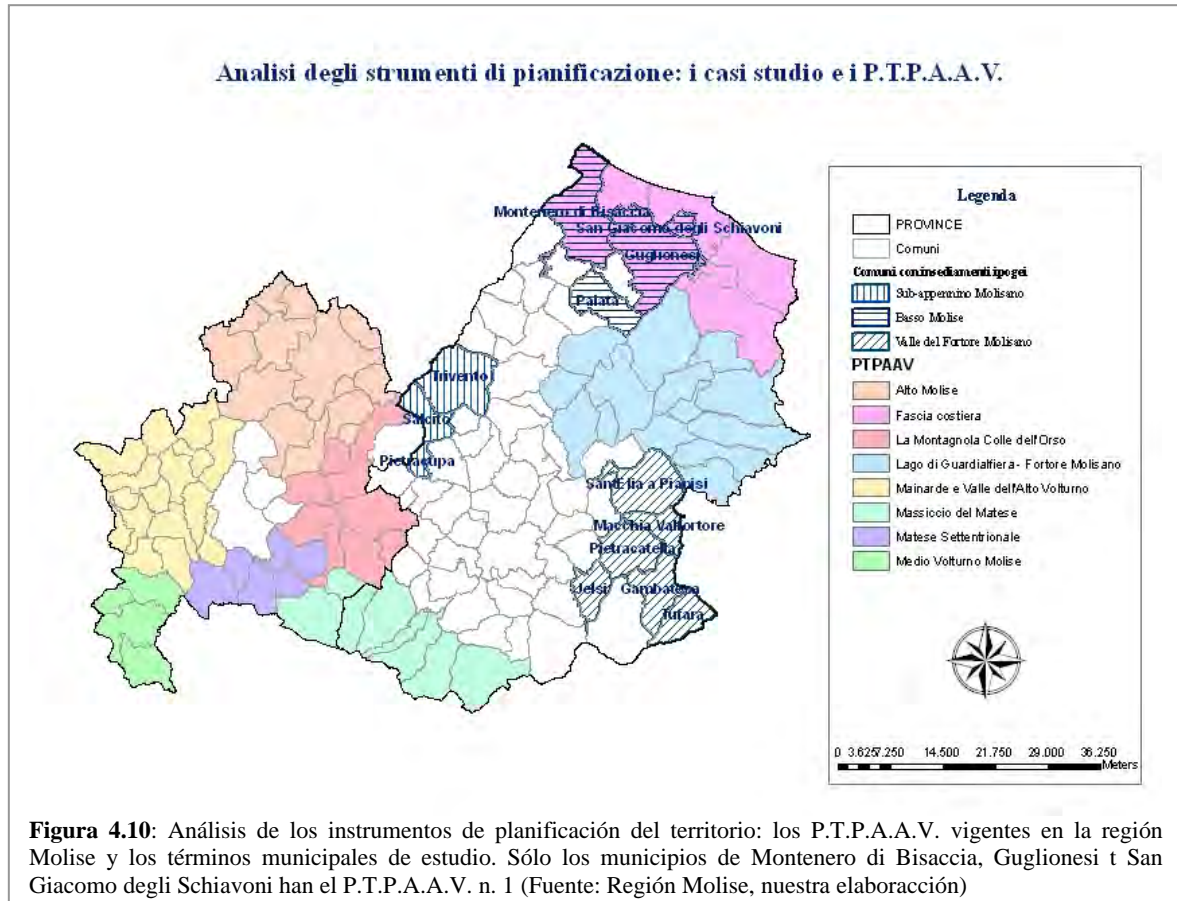 Analisi degli strumenti di pianificazione: i casi studio e i P.T.P.A.A.V.
Montenero di Bisaccia
San Giacomo degli Schiavoni
Guglionesi
Palata
Trivento
Salcito
Pietracupa
Sant'Elia a Pianisi
Macchia Valfortore
Pietracatella
Jelsi
Gambatesa
Tufara
Legenda
PROVINCE
Comuni
Comuni con insediamenti ipogei
Sub-appennino Molisano
Basso Molise
Valle del Fortore Molisano
PTPAAV
Alto Molise
Fascia costiera
La Montagnola Colle dell'Orso
Lago di Guardialfiera- Fortore Molisano
Mainarde e Valle dell'Alto Volturno
Massiccio del Matese
Matese Settentrionale
Medio Volturno Molise
0 3.625 7.250 14.500 21.750 29.000 36.250
Meters
Figura 4.10: Análisis de los instrumentos de planificación del territorio: los P.T.P.A.A.V. vigentes en la región
Molise y los términos municipales de estudio. Sólo los municipios de Montenero di Bisaccia, Guglionesi t San
Giacomo degli Schiavoni han el P.T.P.A.A.V. n. 1 (Fuente: Región Molise, nuestra elaboracción)